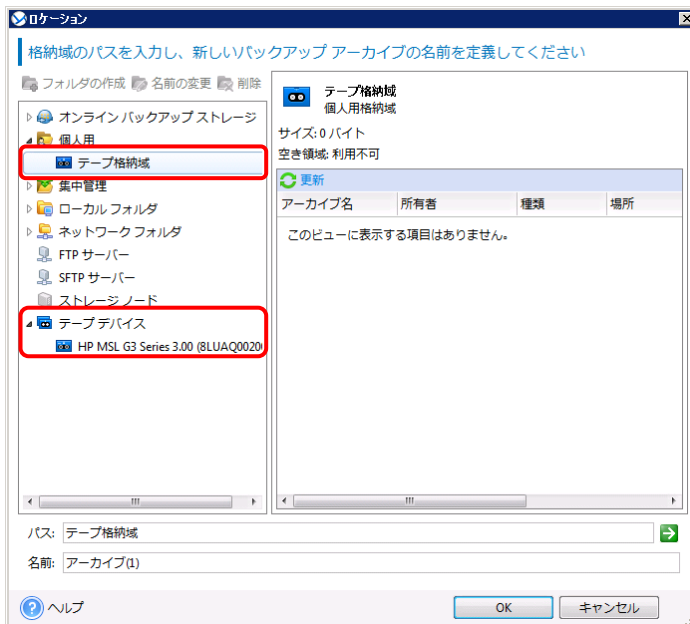 ロケーション
格納域のパスを入力し、新しいバックアップ アーカイブの名前を定義してください
フォルダの作成 名前の変更 削除
オンライン バックアップ ストレージ
個人用
テープ格納域
集中管理
ローカル フォルダ
ネットワーク フォルダ
FTP サーバー
SFTP サーバー
ストレージ ノード
テープ デバイス
HP MSL G3 Series 3.00 (8LUAQ0020
テープ格納域
個人用格納域
サイズ: 0 バイト
空き領域: 利用不可
更新
アーカイブ名 所有者 種類 場所
このビューに表示する項目はありません。
パス: テープ格納域
名前: アーカイブ(1)
ヘルプ
OK キャンセル